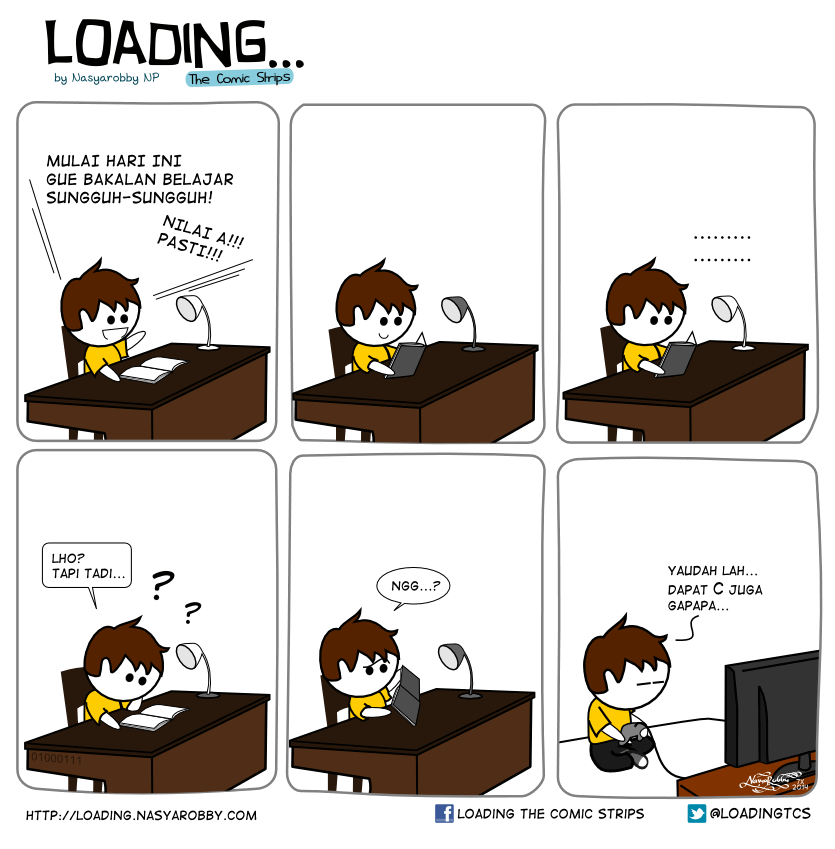 LOADING...
by Nasyarobby NP
The Comic Strips
MULAI HARI INI
GUE BAKALAN BELAJAR
SUNGGUH-SUNGGUH!
NILAI A!!!
PASTI!!!
.........
.........
LHO?
TAPI TADI...
?
?
01000111
NGG...?
YAUDAH LAH...
DAPAT C JUGA
GAPAPA...
2014
HTTP://LOADING.NASYAROBBY.COM
LOADING THE COMIC STRIPS
@LOADINGTCS